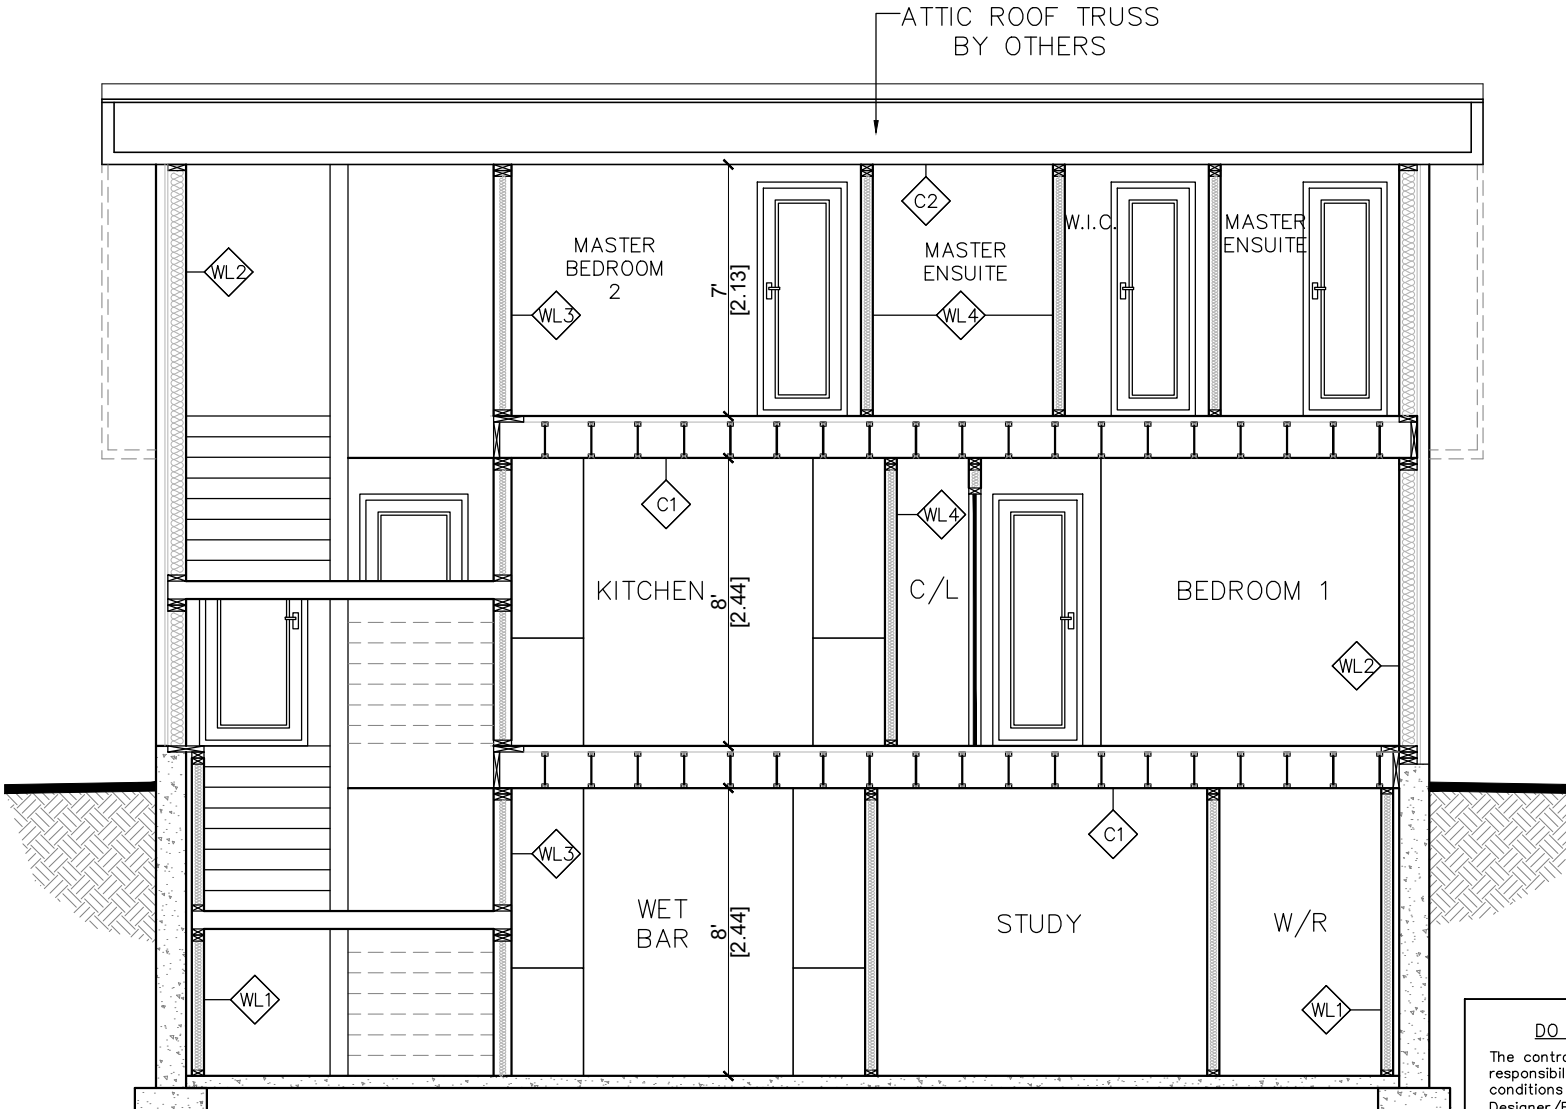 ATTIC ROOF TRUSS
BY OTHERS
C2
W.I.C.
MASTER
ENSUITE
MASTER
BEDROOM
2
MASTER
ENSUITE
WL2
7'
[2.13]
WL3
WL4
C1
WL4
KITCHEN
8'
[2.44]
C/L
BEDROOM 1
WL2
C1
WL3
WET
BAR
8'
[2.44]
STUDY
W/R
WL1
WL1
DO
The contra
responsibil
conditions
Designer/